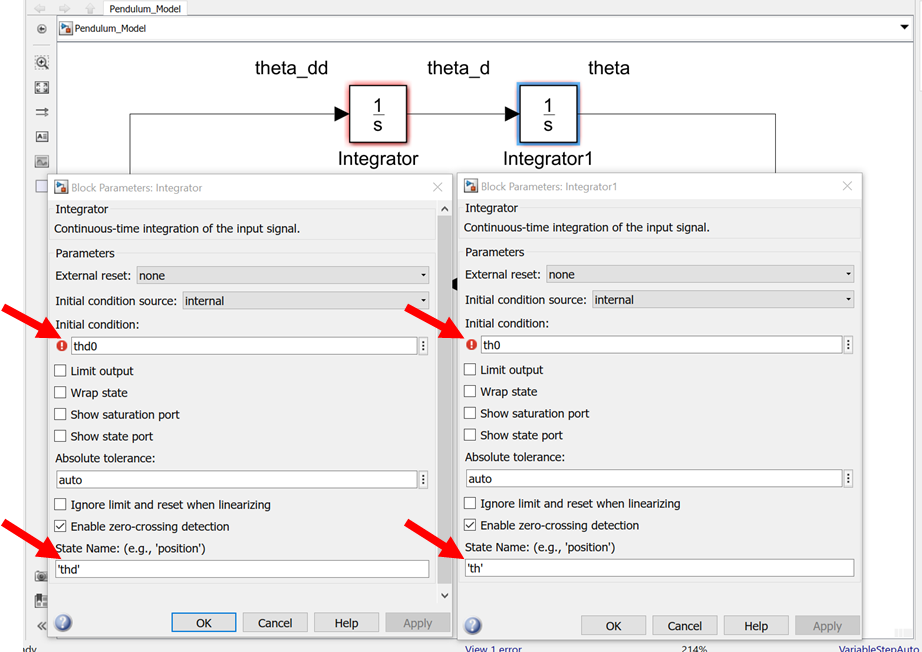 Pendulum_Model
Pendulum_Model
theta_dd
theta_d
theta
1
s
1
s
Integrator
Integrator1
Block Parameters: Integrator
Integrator
Continuous-time integration of the input signal.
Parameters
External reset: none
Initial condition source: internal
Initial condition:
thd0
Limit output
Wrap state
Show saturation port
Show state port
Absolute tolerance:
auto
Ignore limit and reset when linearizing
Enable zero-crossing detection
State Name: (e.g., 'position')
'thd'
OK
Cancel
Help
Apply
Block Parameters: Integrator1
Integrator
Continuous-time integration of the input signal.
Parameters
External reset: none
Initial condition source: internal
Initial condition:
th0
Limit output
Wrap state
Show saturation port
Show state port
Absolute tolerance:
auto
Ignore limit and reset when linearizing
Enable zero-crossing detection
State Name: (e.g., 'position')
'th'
OK
Cancel
Help
Apply
View 1 error
214%
VariableStepAuto